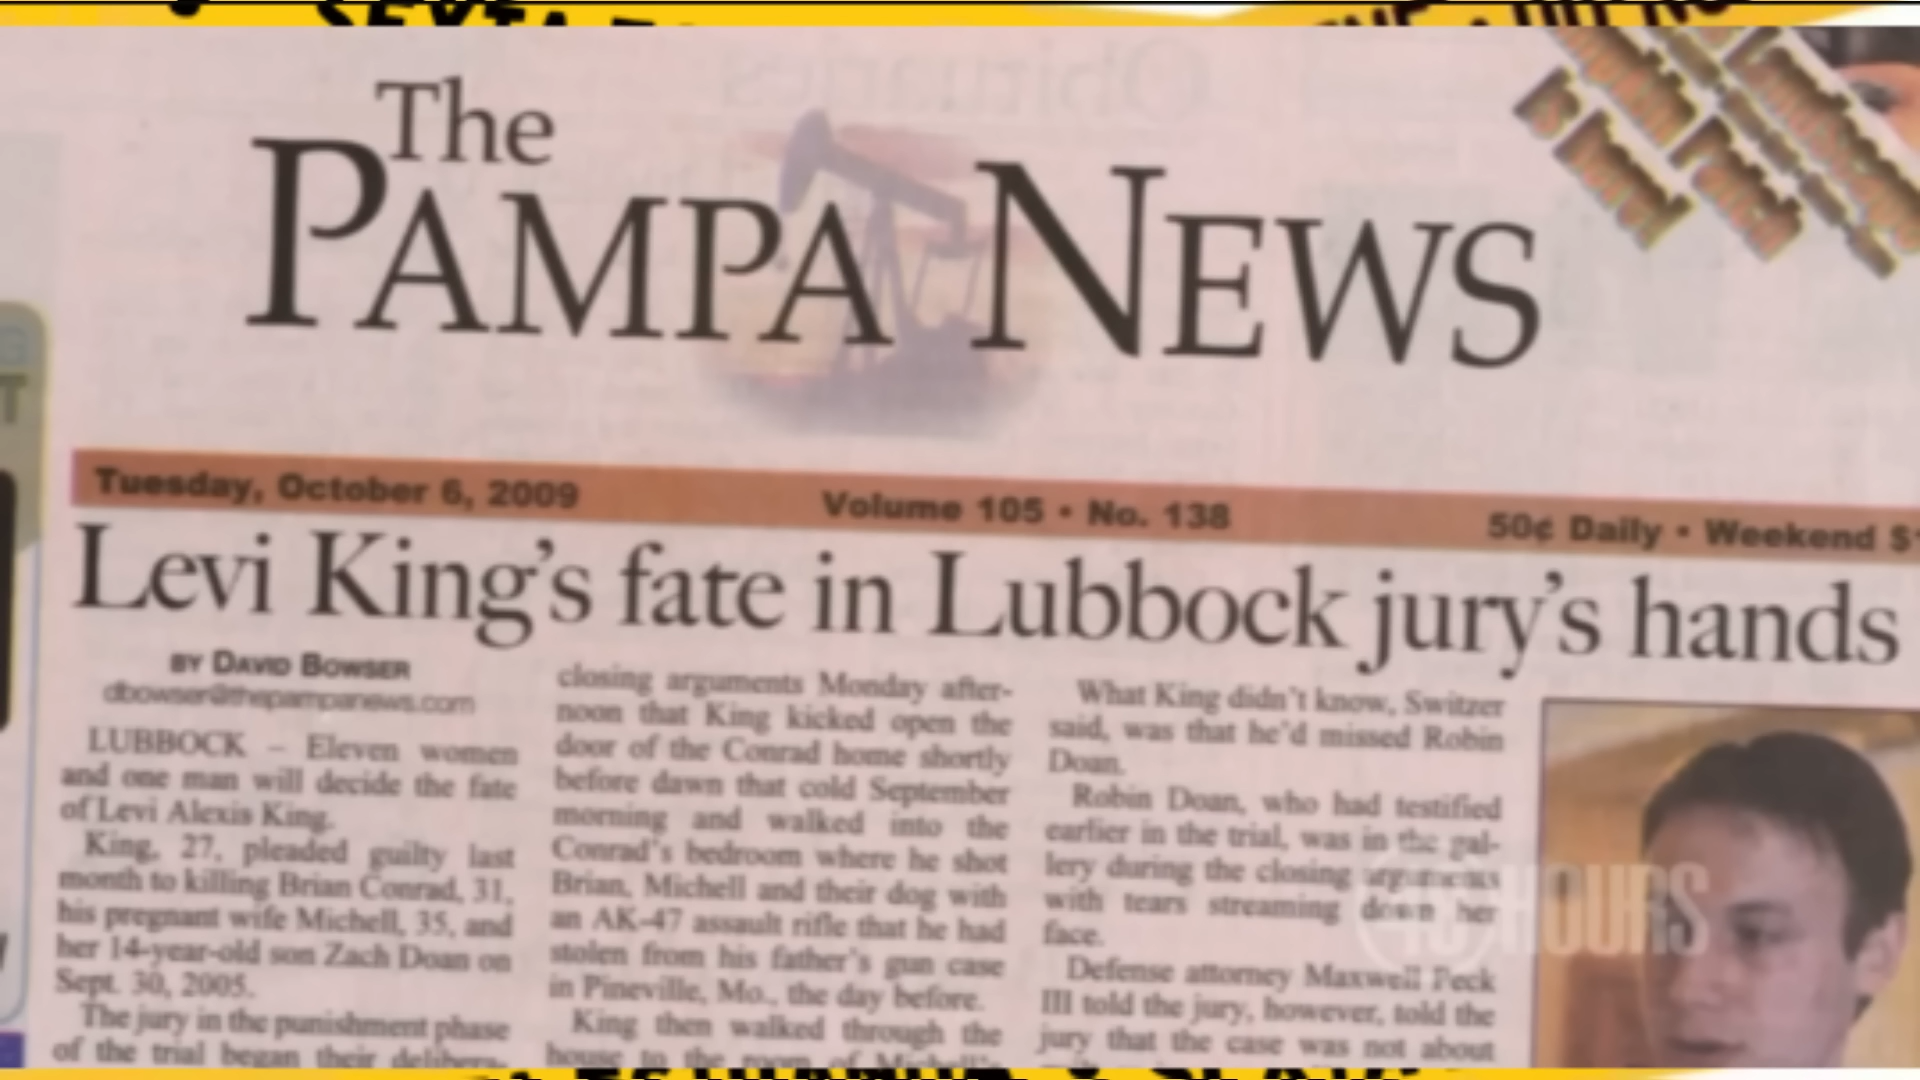 The
PAMPA NEWS
Tuesday, October 6, 2009
Volume 105 • No. 138
50¢ Daily • Weekend
Levi King's fate in Lubbock jury's hands
BY DAVID BOWSER
dbowser@thepampanews.com
LUBBOCK – Eleven women
and one man will decide the fate
of Levi Alexis King.
King, 27, pleaded guilty last
month to killing Brian Conrad, 31,
his pregnant wife Michell, 35, and
her 14-year-old son Zach Doan on
Sept. 30, 2005.
The jury in the punishment phase
of the trial began their delibera-
closing arguments Monday after-
noon that King kicked open the
door of the Conrad home shortly
before dawn that cold September
morning and walked into the
Conrad's bedroom where he shot
Brian, Michell and their dog with
an AK-47 assault rifle that he had
stolen from his father's gun case
in Pineville, Mo., the day before.
King then walked through the
house to the room of Michell's
What King didn't know, Switzer
said, was that he'd missed Robin
Doan.
Robin Doan, who had testified
earlier in the trial, was in the gal-
lery during the closing arguments
with tears streaming down her
face.
Defense attorney Maxwell Peck
III told the jury, however, told the
jury that the case was not about
48 HOURS